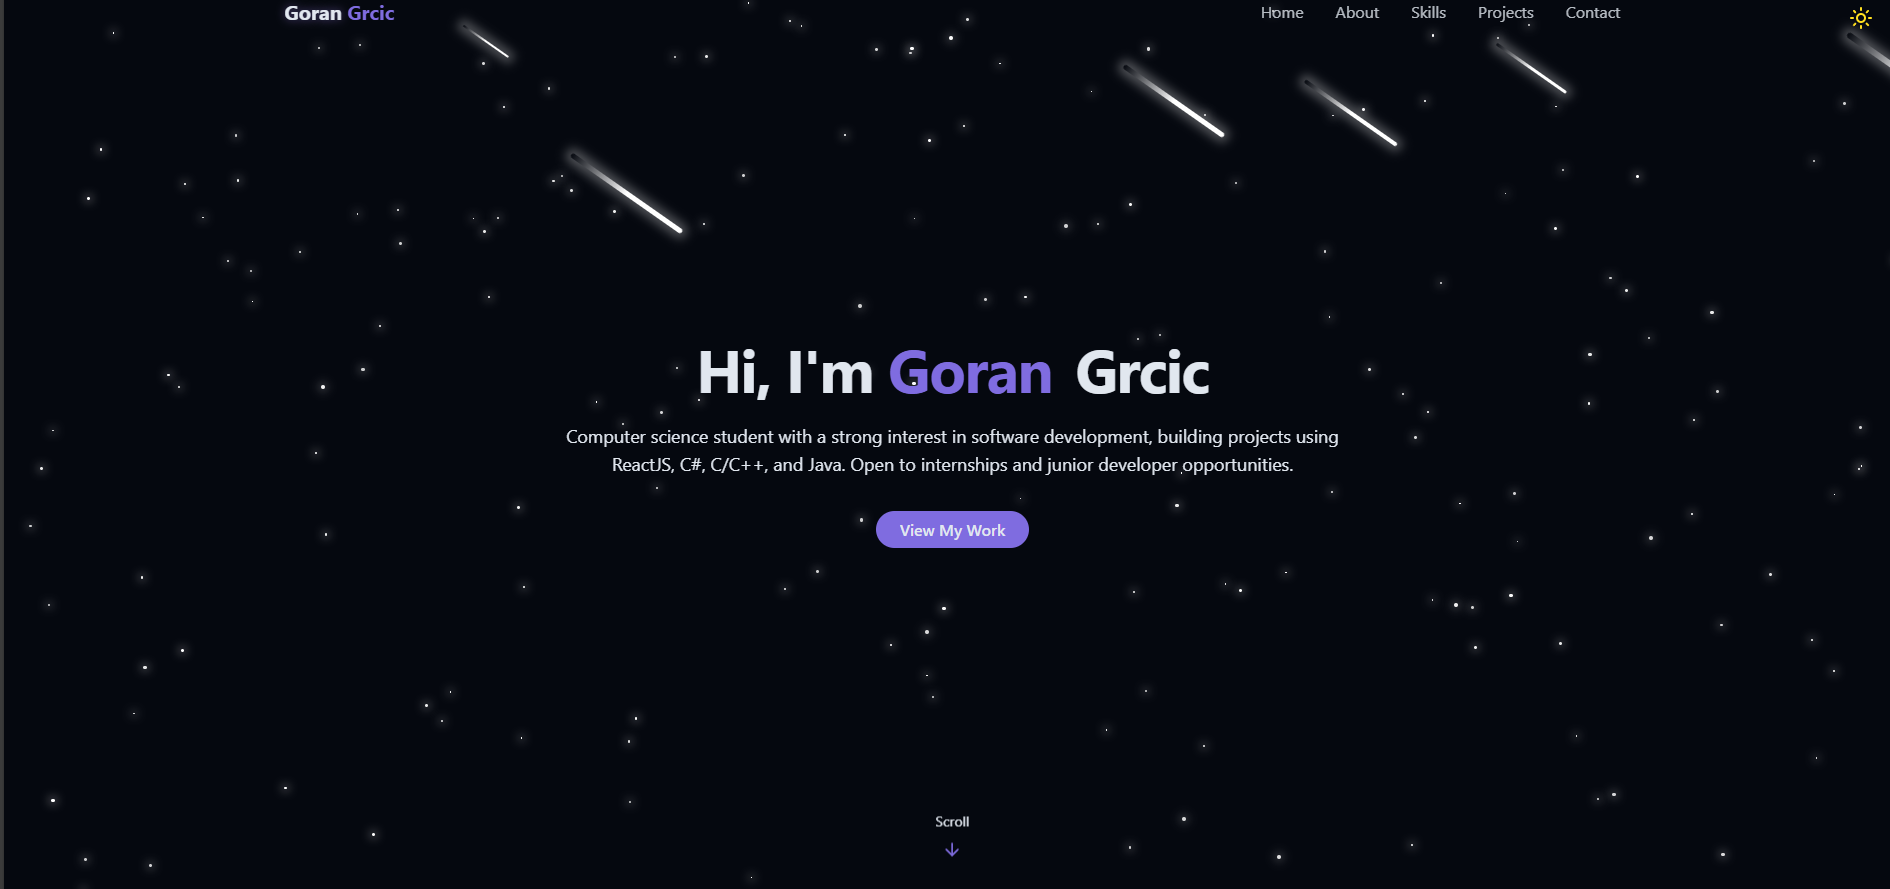 Goran Grcic
Home About Skills Projects Contact
Hi, I'm Goran Grcic
Computer science student with a strong interest in software development, building projects using
ReactJS, C#, C/C++, and Java. Open to internships and junior developer opportunities.
View My Work
Scroll